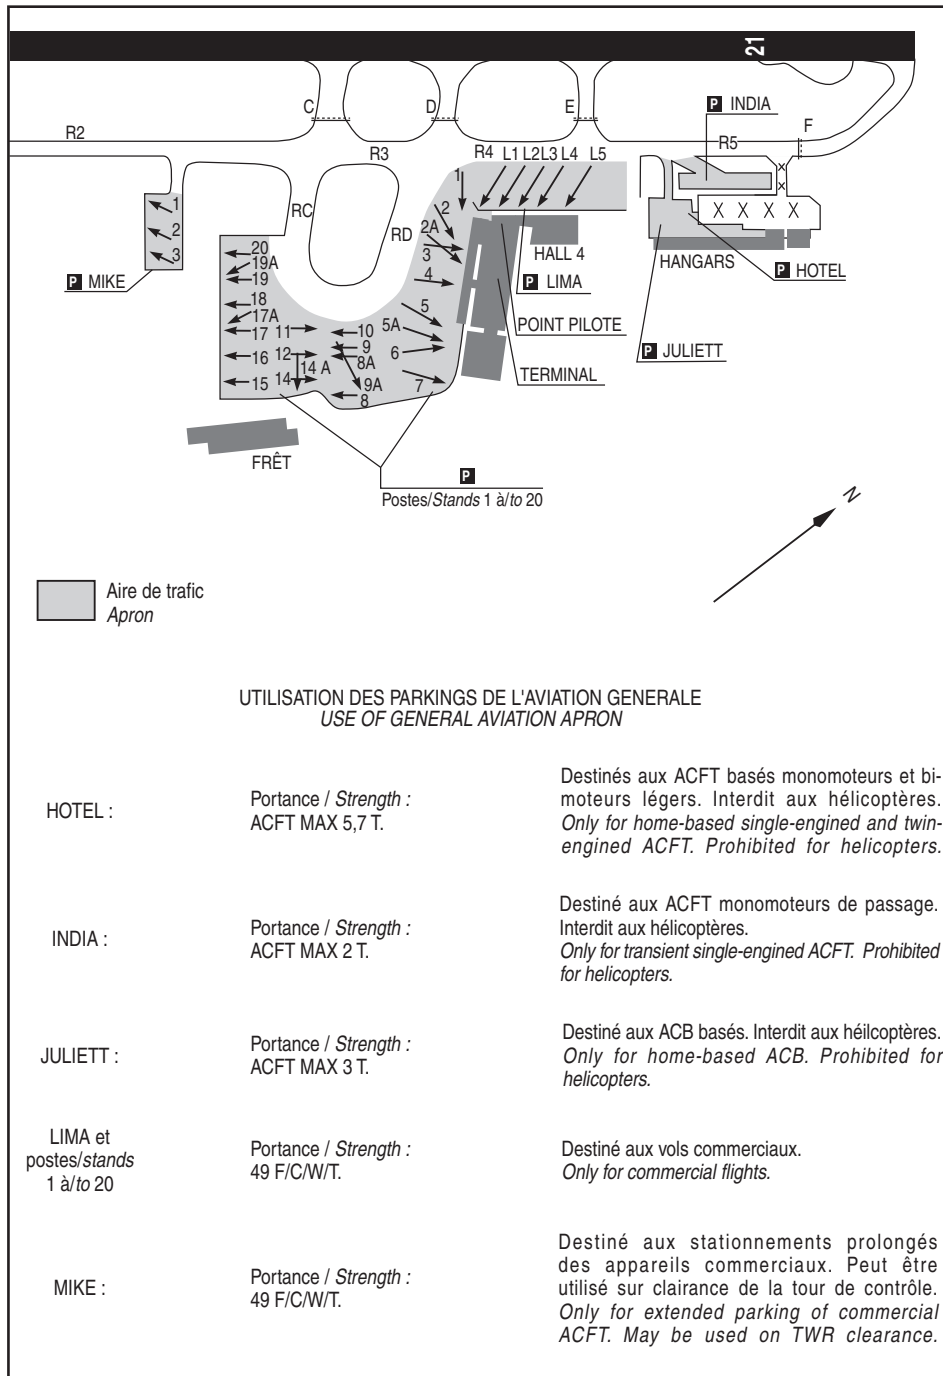 21
P INDIA
C
D
E
F
R2
R3
R4 L1 L2 L3 L4 L5
R5
1
2
3
P MIKE
RC
RD
1
2
2A
3
4
5
5A
6
7
20
19A
19
18
17A
17
16
15
11
12
14 A
14
10
9
8A
9A
8
X X X X
x
x
HALL 4
P LIMA
POINT PILOTE
TERMINAL
HANGARS
P HOTEL
P JULIETT
FRÊT
P
Postes/Stands 1 à/to 20
N
Aire de trafic
Apron
UTILISATION DES PARKINGS DE L'AVIATION GENERALE
USE OF GENERAL AVIATION APRON
HOTEL :
Portance / Strength :
ACFT MAX 5,7 T.
Destinés aux ACFT basés monomoteurs et bi-
moteurs légers. Interdit aux hélicoptères.
Only for home-based single-engined and twin-
engined ACFT. Prohibited for helicopters.
INDIA :
Portance / Strength :
ACFT MAX 2 T.
Destiné aux ACFT monomoteurs de passage.
Interdit aux hélicoptères.
Only for transient single-engined ACFT. Prohibited
for helicopters.
JULIETT :
Portance / Strength :
ACFT MAX 3 T.
Destiné aux ACB basés. Interdit aux héilcoptères.
Only for home-based ACB. Prohibited for
helicopters.
LIMA et
postes/stands
1 à/to 20
Portance / Strength :
49 F/C/W/T.
Destiné aux vols commerciaux.
Only for commercial flights.
MIKE :
Portance / Strength :
49 F/C/W/T.
Destiné aux stationnements prolongés
des appareils commerciaux. Peut être
utilisé sur clairance de la tour de contrôle.
Only for extended parking of commercial
ACFT. May be used on TWR clearance.